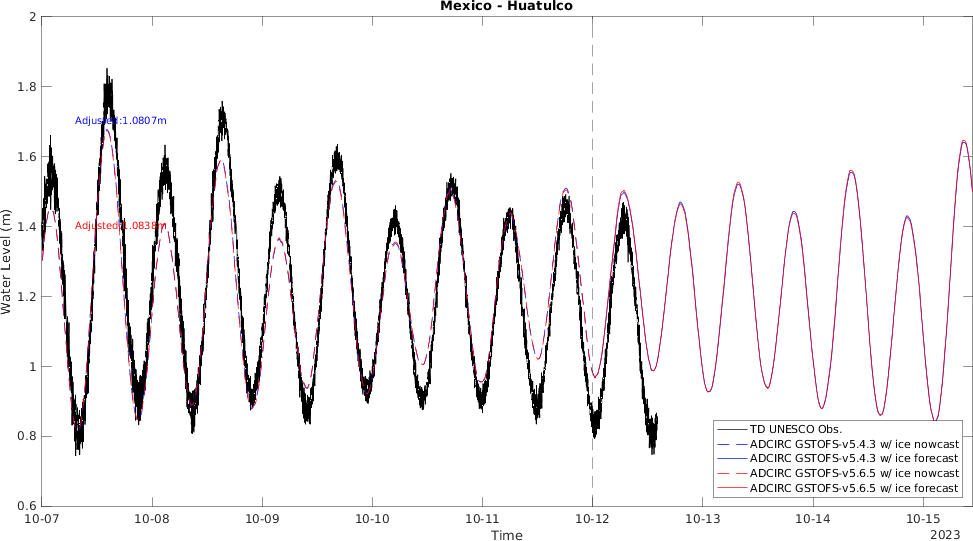 Mexico - Huatulco
2
1.8
1.6
1.4
1.2
1
0.8
0.6
Water Level (m)
Adjusted:1.0807m
Adjusted:1.0838m
TD UNESCO Obs.
ADCIRC GSTOFS-v5.4.3 w/ ice nowcast
ADCIRC GSTOFS-v5.4.3 w/ ice forecast
ADCIRC GSTOFS-v5.6.5 w/ ice nowcast
ADCIRC GSTOFS-v5.6.5 w/ ice forecast
10-07 10-08 10-09 10-10 10-11 10-12 10-13 10-14 10-15
Time
2023